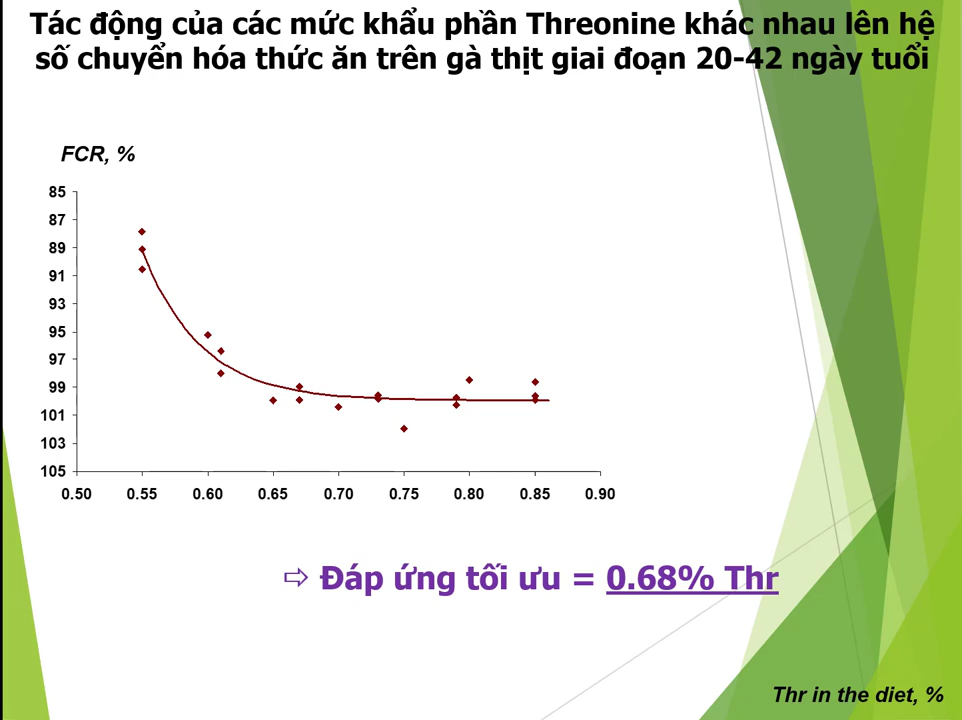 Tác động của các mức khẩu phần Threonine khác nhau lên hệ
số chuyển hóa thức ăn trên gà thịt giai đoạn 20-42 ngày tuổi
FCR, %
85
87
89
91
93
95
97
99
101
103
105
0.50 0.55 0.60 0.65 0.70 0.75 0.80 0.85 0.90
⇨ Đáp ứng tối ưu = 0.68% Thr
Thr in the diet, %